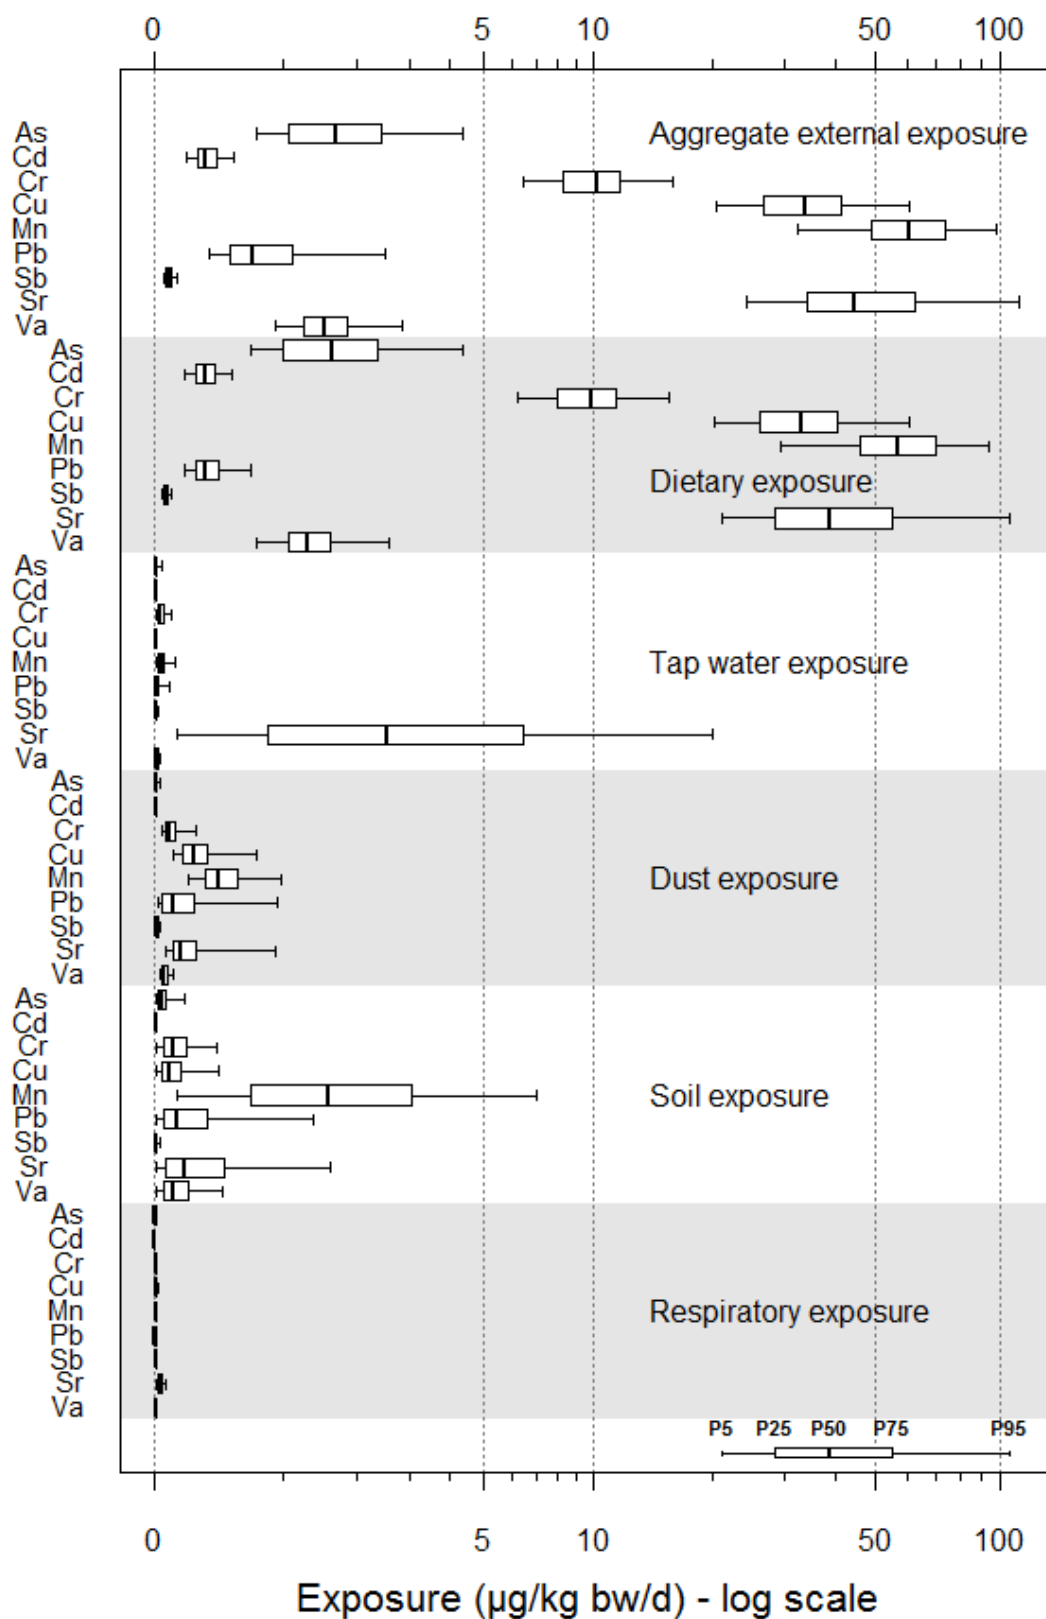 0 5 10 50 100
As
Aggregate external exposure
Cd
Cr
Cu
Mn
Pb
Sb
Sr
Va
As
Cd
Cr
Cu
Mn
Pb
Dietary exposure
Sb
Sr
Va
As
Cd
Cr
Cu
Mn
Tap water exposure
Pb
Sb
Sr
Va
As
Cd
Cr
Cu
Mn
Dust exposure
Pb
Sb
Sr
Va
As
Cd
Cr
Cu
Mn
Soil exposure
Pb
Sb
Sr
Va
As
Cd
Cr
Cu
Mn
Respiratory exposure
Pb
Sb
Sr
Va
P5 P25 P50 P75 P95
0 5 10 50 100
Exposure (µg/kg bw/d) - log scale